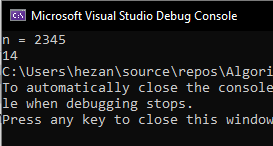 Microsoft Visual Studio Debug Console
n = 2345
14
C:\Users\hezan\source\repos\Algori
To automatically close the console
le when debugging stops.
Press any key to close this window